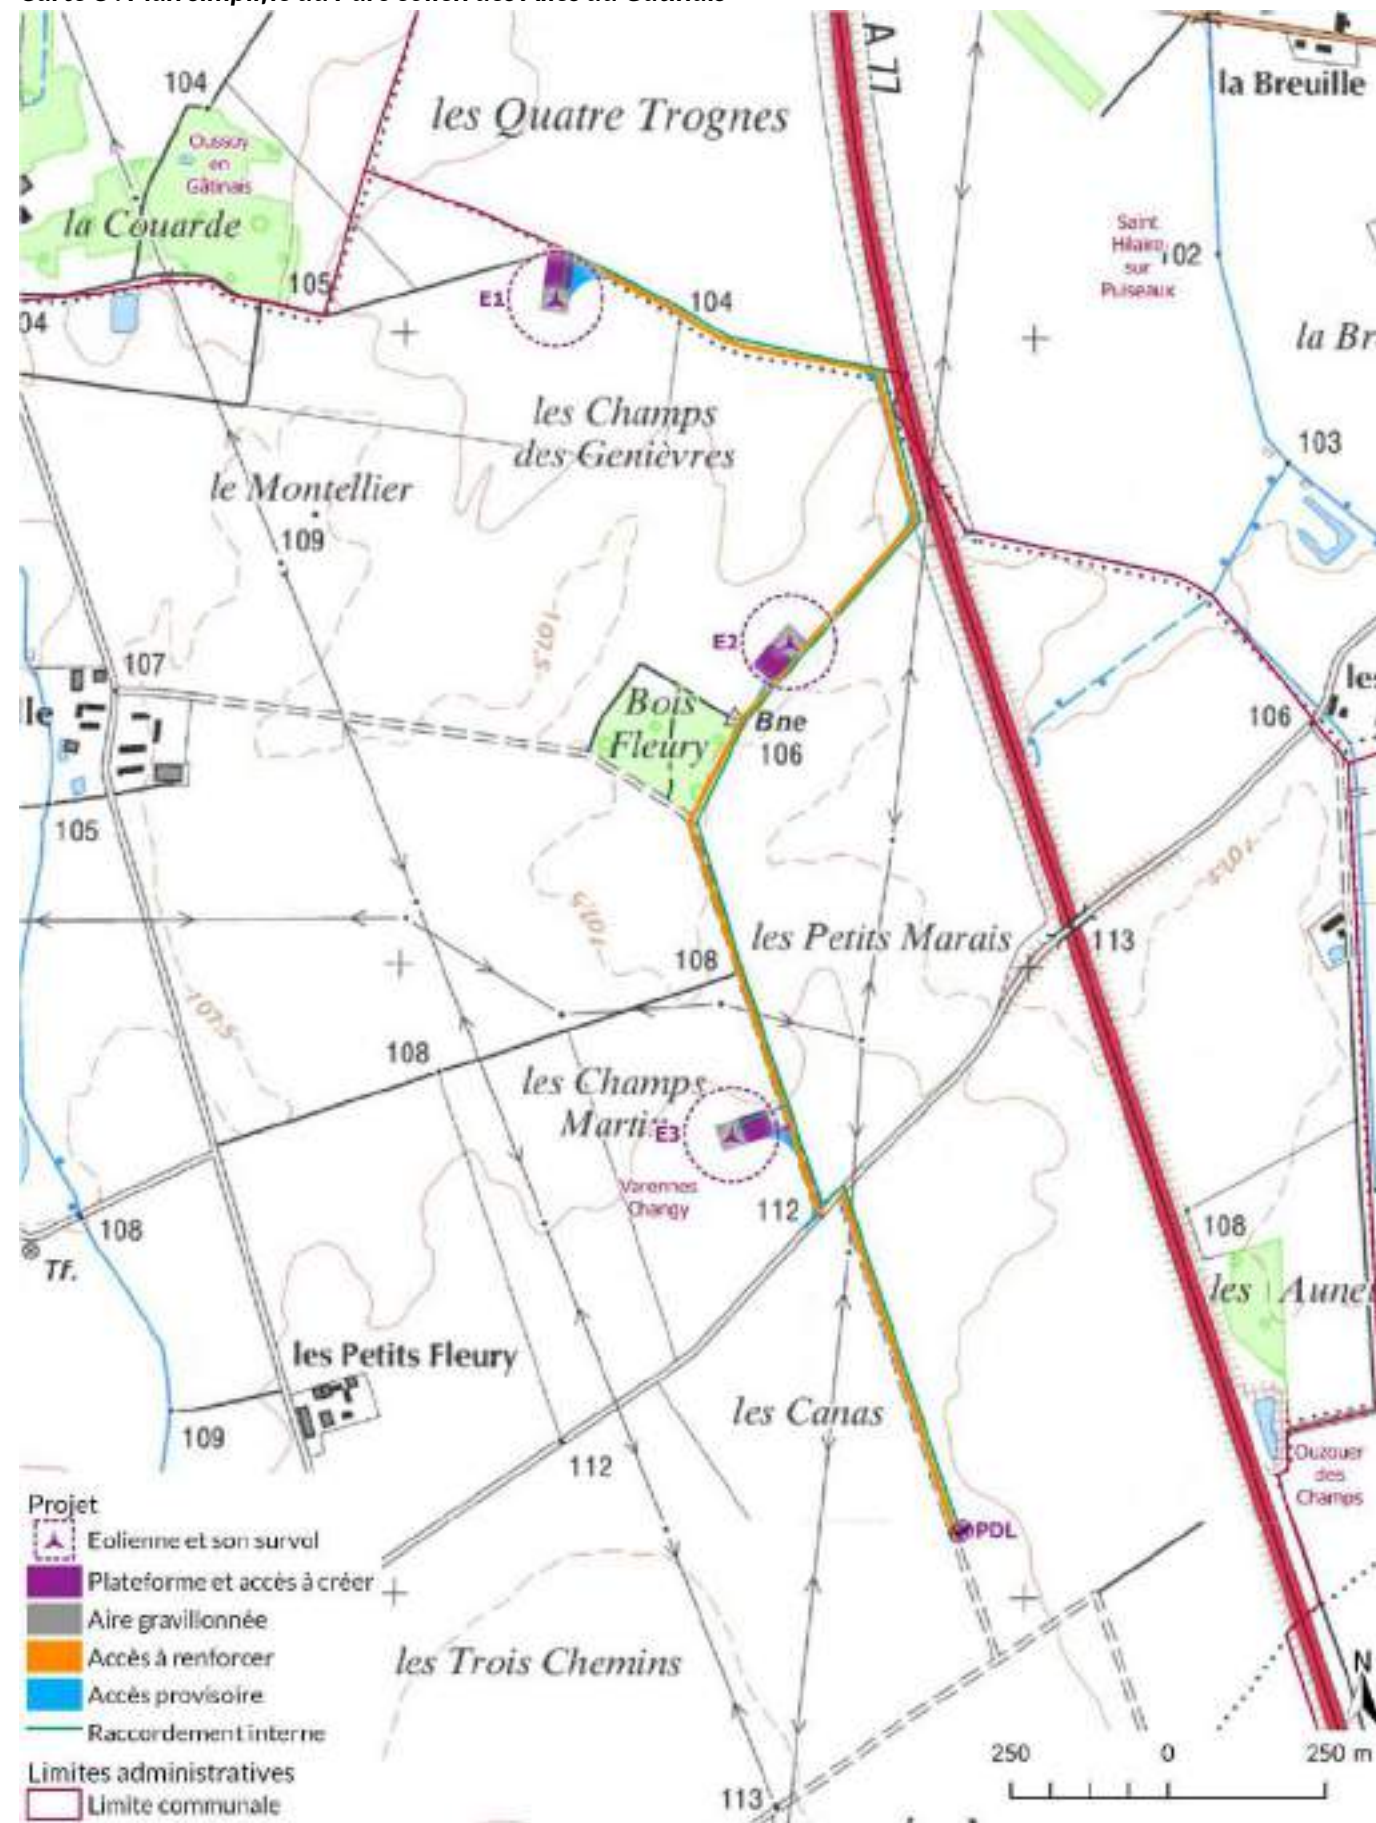 A.77
la Breuille
104
les Quatre Trognes
Oussoy
en
Gâtinais
la Couarde
Saint
Hilaire
sur
Puiseaux
105
E1
104
04
la Br
les Champs
des Genièvres
103
le Montellier
109
107.5
E2
107
lle
Bois
Fleury
Bne
106
les
106
105
107.5
107.5
les Petits Marais
113
108
107.5
108
les Champs
Marti
E3
Varennes
Changy
112
108
108
Tf.
les Aune
les Petits Fleury
les Canas
109
112
Ouzouer
des
Champs
PDL
Projet
Eolienne et son survol
Plateforme et accès à créer
Aire gravillonnée
Accès à renforcer
Accès provisoire
Raccordement interne
Limites administratives
Limite communale
les Trois Chemins
N
250 0 250 m
113